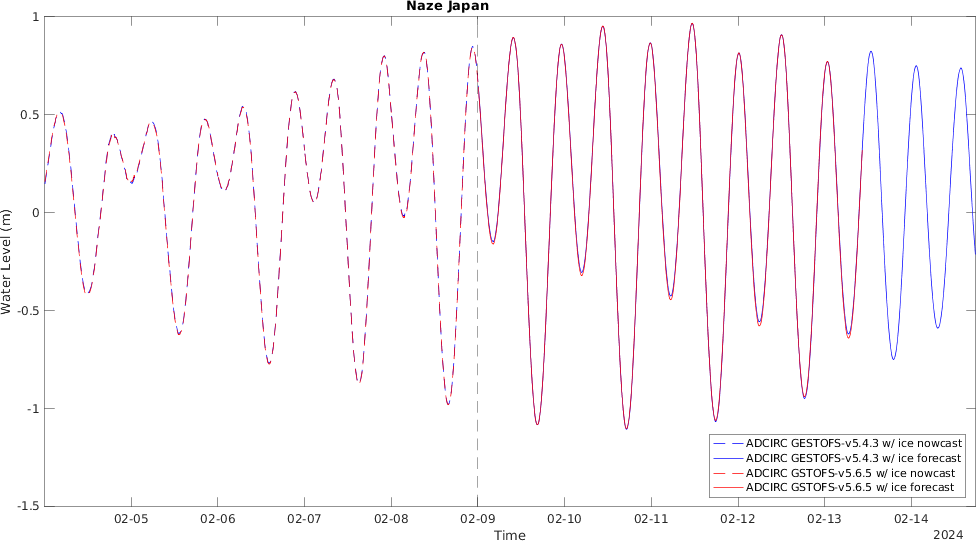 Naze Japan
1
0.5
0
-0.5
-1
-1.5
Water Level (m)
02-05 02-06 02-07 02-08 02-09 02-10 02-11 02-12 02-13 02-14
Time
2024
ADCIRC GESTOFS-v5.4.3 w/ ice nowcast
ADCIRC GESTOFS-v5.4.3 w/ ice forecast
ADCIRC GSTOFS-v5.6.5 w/ ice nowcast
ADCIRC GSTOFS-v5.6.5 w/ ice forecast